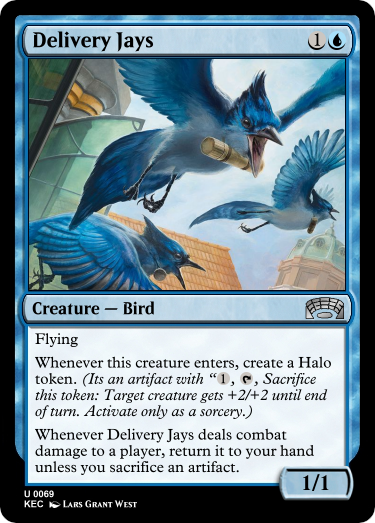 Delivery Jays 1
Creature — Bird
Flying
Whenever this creature enters, create a Halo
token. (Its an artifact with “1, , Sacrifice
this token: Target creature gets +2/+2 until end
of turn. Activate only as a sorcery.)
Whenever Delivery Jays deals combat
damage to a player, return it to your hand
unless you sacrifice an artifact.
1/1
U 0069
KEC LARS GRANT WEST